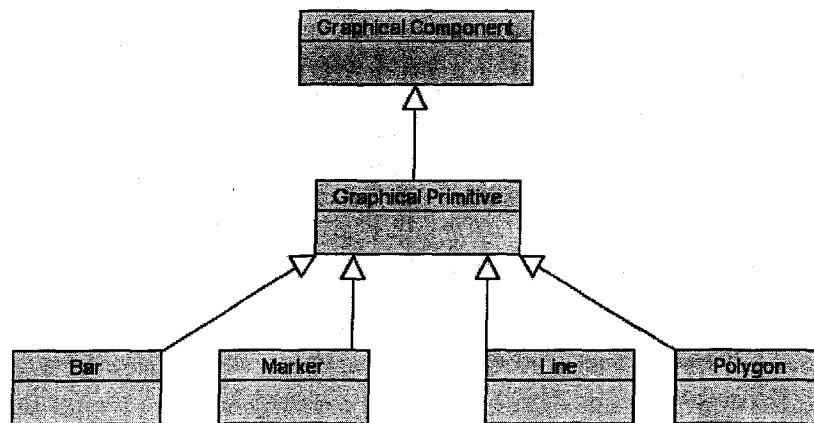 Graphical Component
Graphical Primitive
Bar
Marker
Line
Polygon